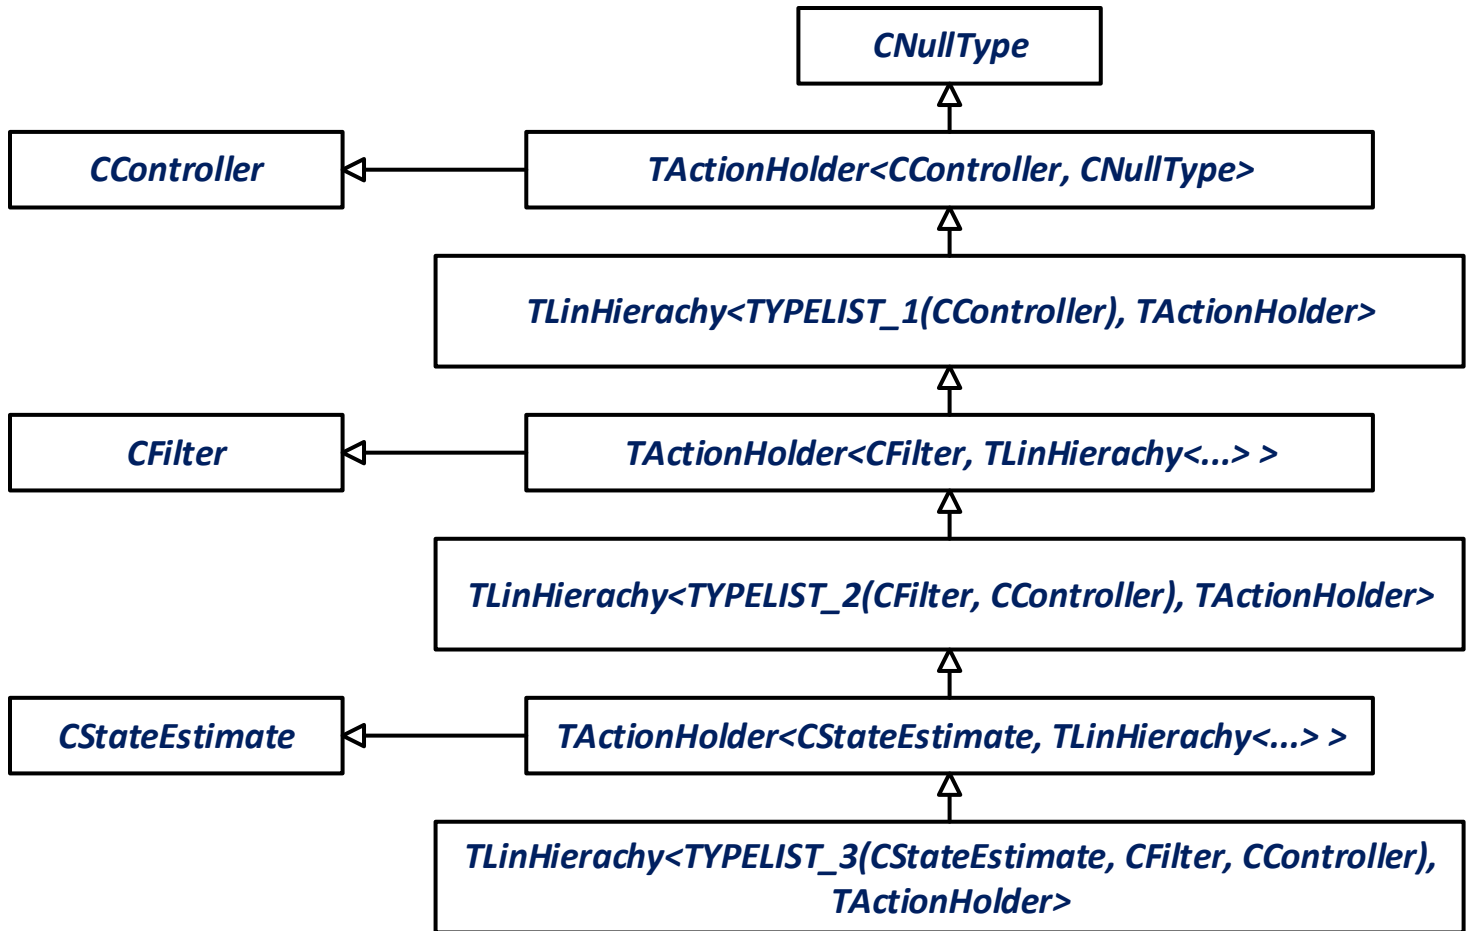 CNullType
CController
TActionHolder<CController, CNullType>
TLinHierachy<TYPELIST_1(CController), TActionHolder>
CFilter
TActionHolder<CFilter, TLinHierachy<...> >
TLinHierachy<TYPELIST_2(CFilter, CController), TActionHolder>
CStateEstimate
TActionHolder<CStateEstimate, TLinHierachy<...> >
TLinHierachy<TYPELIST_3(CStateEstimate, CFilter, CController),
TActionHolder>